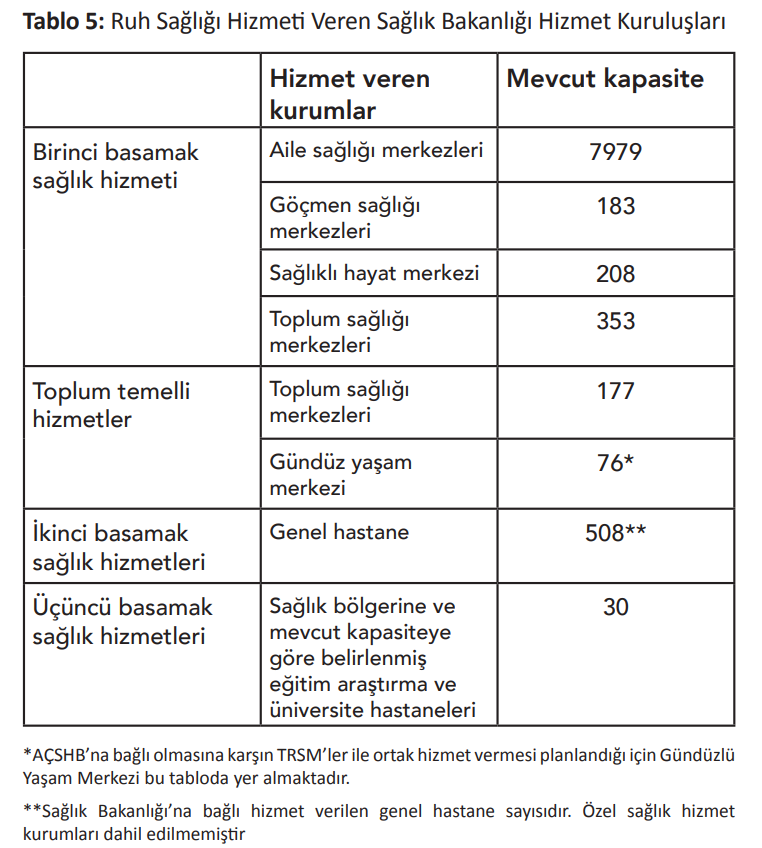 Tablo 5: Ruh Sağlığı Hizmeti Veren Sağlık Bakanlığı Hizmet Kuruluşları
Hizmet veren
kurumlar
Mevcut kapasite
Birinci basamak
sağlık hizmeti
Aile sağlığı merkezleri
7979
Göçmen sağlığı
merkezleri
183
Sağlıklı hayat merkezi
208
Toplum sağlığı
merkezleri
353
Toplum temelli
hizmetler
Toplum sağlığı
merkezleri
177
Gündüz yaşam
merkezi
76*
İkinci basamak
sağlık hizmetleri
Genel hastane
508**
Üçüncü basamak
sağlık hizmetleri
Sağlık bölgerine ve
mevcut kapasiteye
göre belirlenmiş
eğitim araştırma ve
üniversite hastaneleri
30
*AÇSHB’na bağlı olmasına karşın TRSM’ler ile ortak hizmet vermesi planlandığı için Gündüzlü
Yaşam Merkezi bu tabloda yer almaktadır.
**Sağlık Bakanlığı’na bağlı hizmet verilen genel hastane sayısıdır. Özel sağlık hizmet
kurumları dahil edilmemiştir